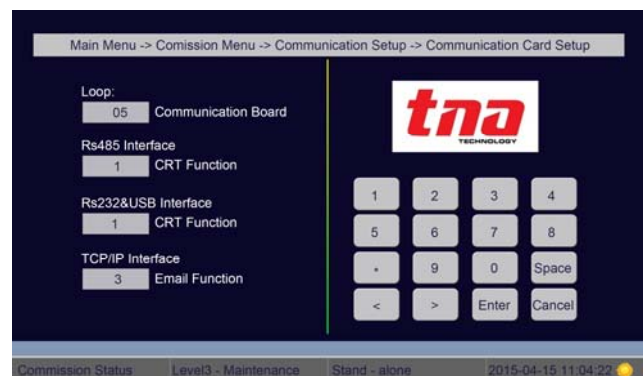 Main Menu -> Comission Menu -> Communication Setup -> Communication Card Setup
Loop:
05 Communication Board
Rs485 Interface
1 CRT Function
Rs232&USB Interface
1 CRT Function
TCP/IP Interface
3 Email Function
tna
TECHNOLOGY
1 2 3 4
5 6 7 8
* 9 0 Space
< > Enter Cancel
Commission Status Level3 - Maintenance Stand - alone 2015-04-15 11:04:22